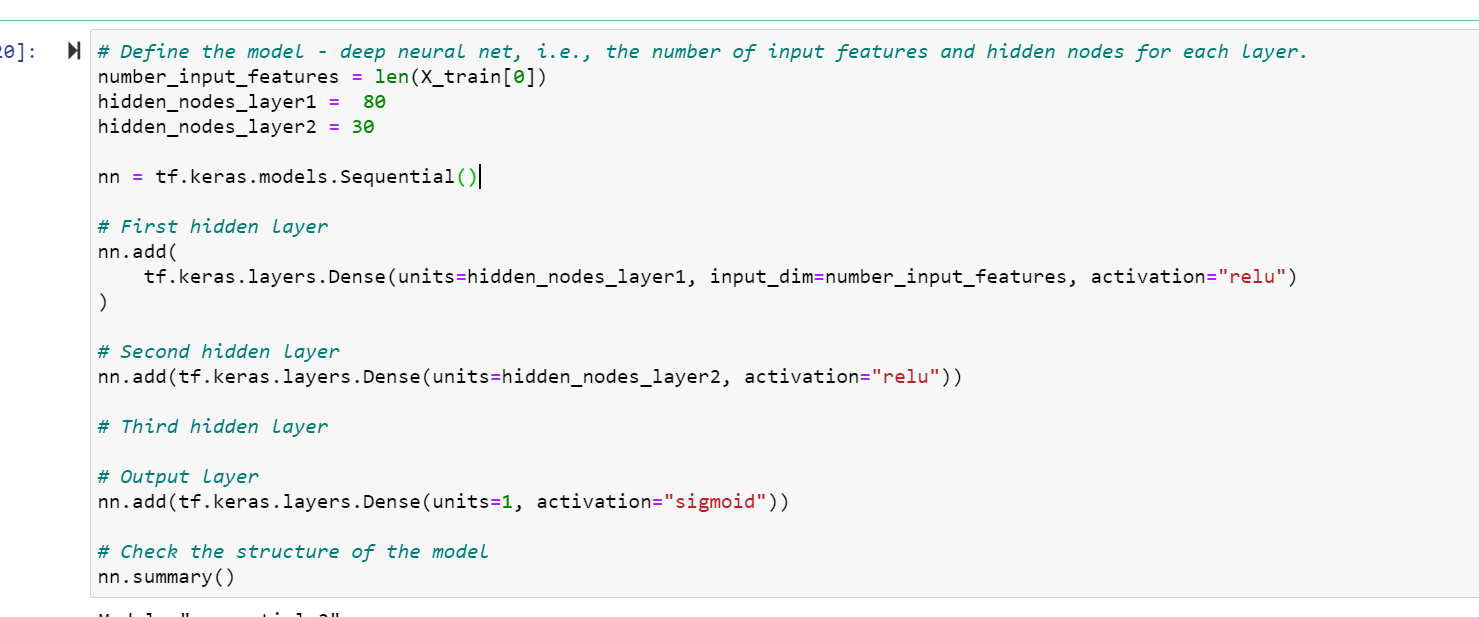 0]:
# Define the model - deep neural net, i.e., the number of input features and hidden nodes for each layer.
number_input_features = len(X_train[0])
hidden_nodes_layer1 =  80
hidden_nodes_layer2 = 30
nn = tf.keras.models.Sequential()
# First hidden layer
nn.add(
    tf.keras.layers.Dense(units=hidden_nodes_layer1, input_dim=number_input_features, activation="relu")
)
# Second hidden layer
nn.add(tf.keras.layers.Dense(units=hidden_nodes_layer2, activation="relu"))
# Third hidden layer
# Output layer
nn.add(tf.keras.layers.Dense(units=1, activation="sigmoid"))
# Check the structure of the model
nn.summary()